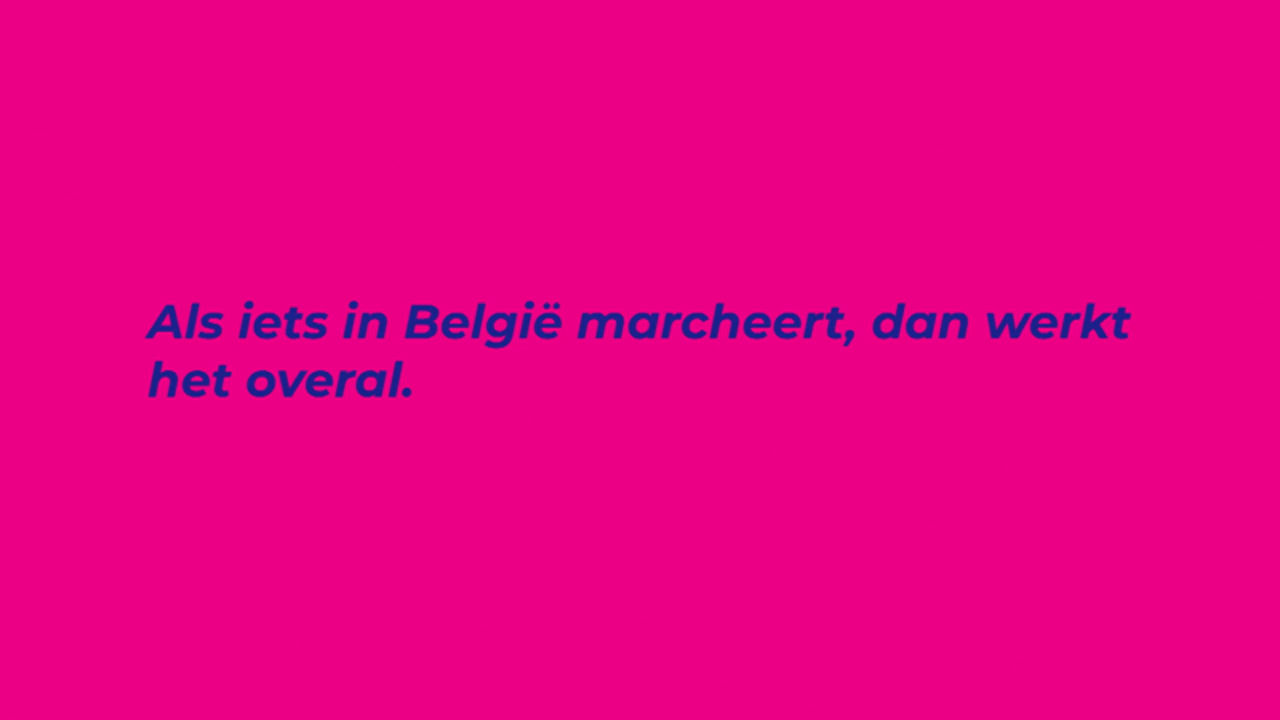 Als iets in België marcheert, dan werkt
het overal.